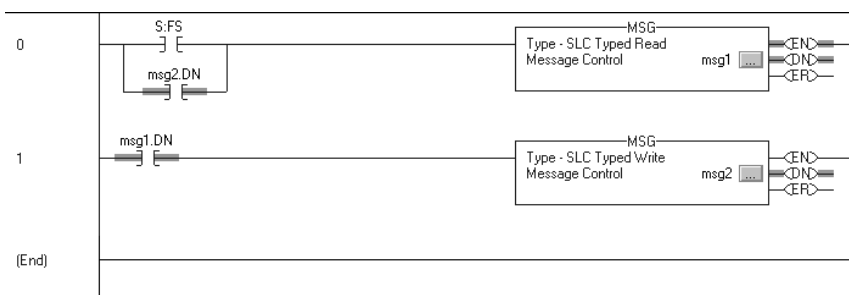 S:FS
MSG
0
Type - SLC Typed Read
EN
Message Control
msg1
...
DN
ER
msg2.DN
msg1.DN
MSG
1
Type - SLC Typed Write
EN
Message Control
msg2
...
DN
ER
(End)